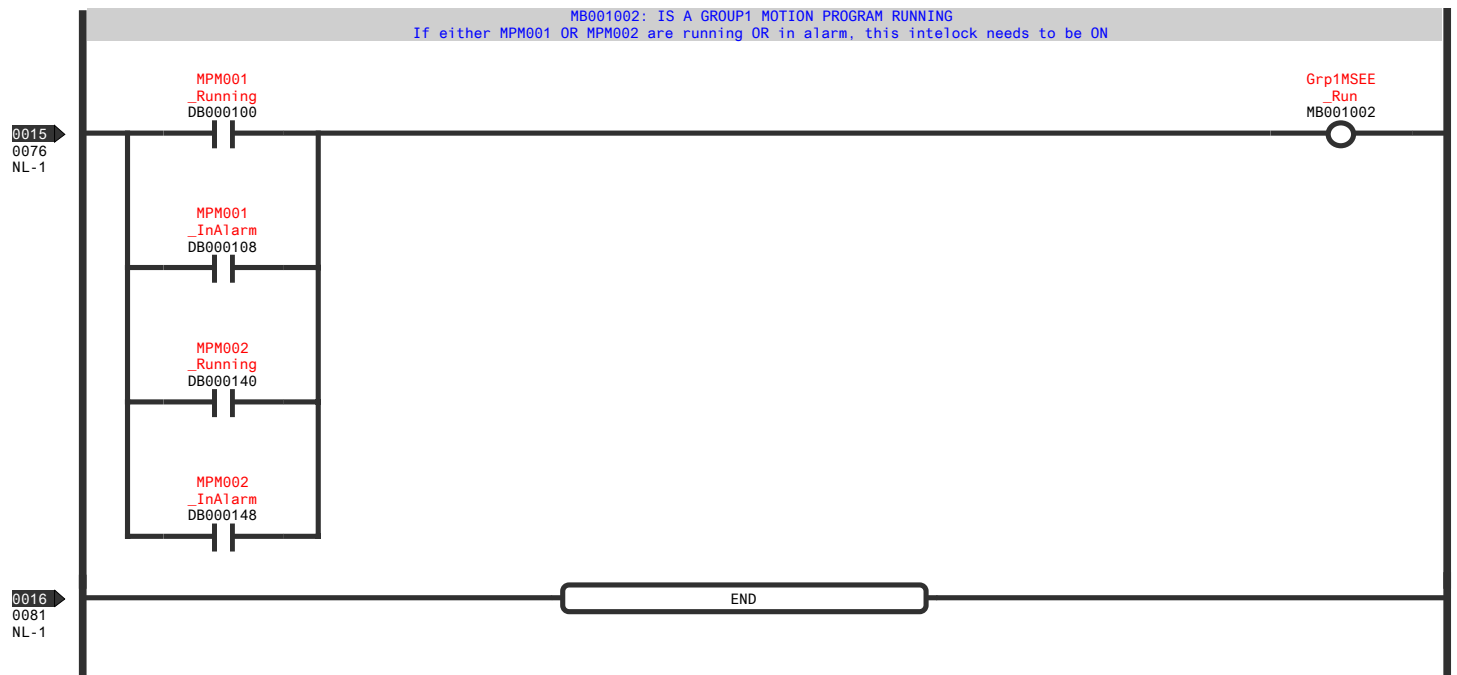 MB001002: IS A GROUP1 MOTION PROGRAM RUNNING
If either MPM001 OR MPM002 are running OR in alarm, this intelock needs to be ON
MPM001
_Running
DB000100
Grp1MSEE
_Run
MB001002
0015
0076
NL-1
MPM001
_InAlarm
DB000108
MPM002
_Running
DB000140
MPM002
_InAlarm
DB000148
0016
0081
NL-1
END